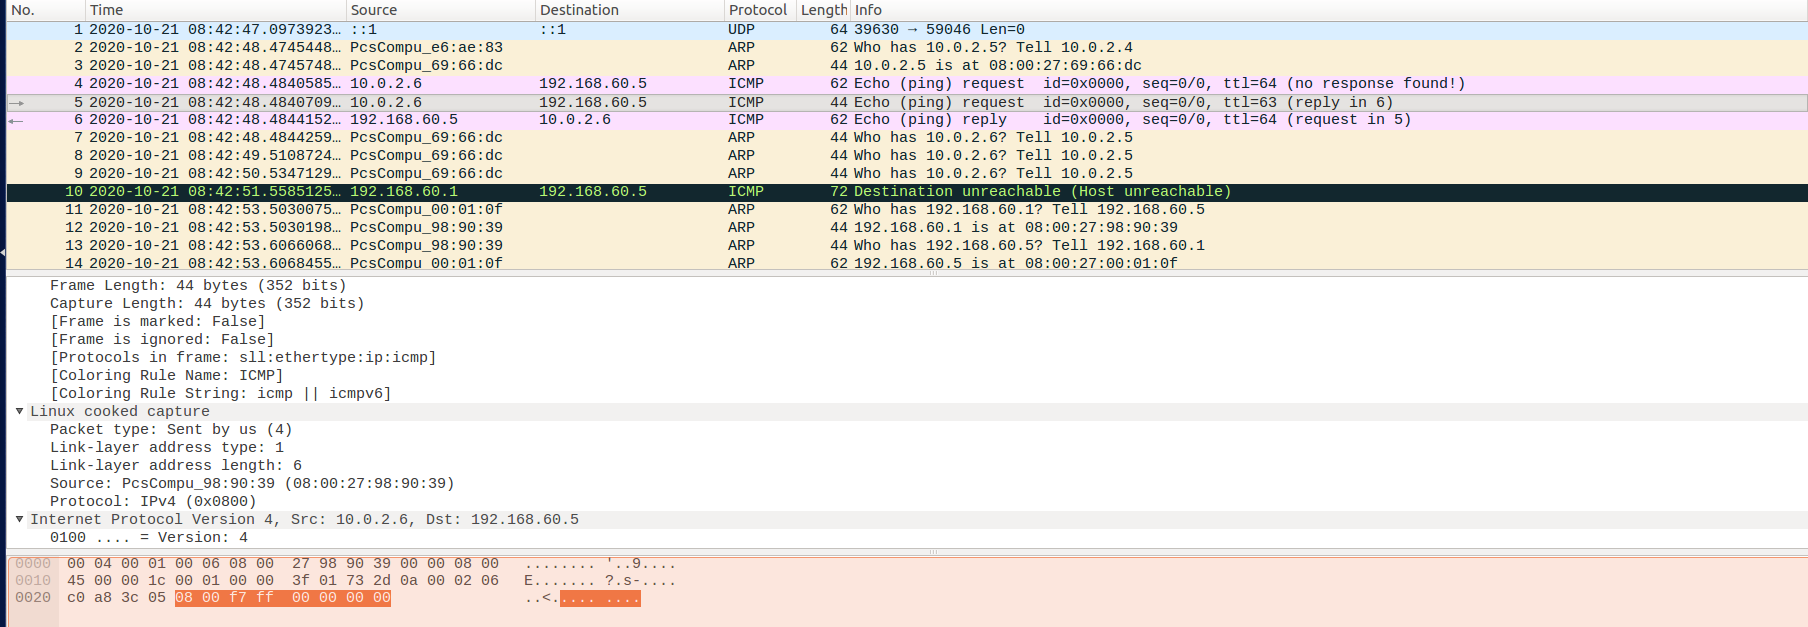 No. Time Source Destination Protocol Length Info
1 2020-10-21 08:42:47.0973923… ::1 ::1 UDP 64 39630 → 59046 Len=0
2 2020-10-21 08:42:48.4745448… PcsCompu_e6:ae:83 ARP 62 Who has 10.0.2.5? Tell 10.0.2.4
3 2020-10-21 08:42:48.4745748… PcsCompu_69:66:dc ARP 44 10.0.2.5 is at 08:00:27:69:66:dc
4 2020-10-21 08:42:48.4840585… 10.0.2.6 192.168.60.5 ICMP 62 Echo (ping) request id=0x0000, seq=0/0, ttl=64 (no response found!)
5 2020-10-21 08:42:48.4840709… 10.0.2.6 192.168.60.5 ICMP 44 Echo (ping) request id=0x0000, seq=0/0, ttl=63 (reply in 6)
6 2020-10-21 08:42:48.4844152… 192.168.60.5 10.0.2.6 ICMP 62 Echo (ping) reply id=0x0000, seq=0/0, ttl=64 (request in 5)
7 2020-10-21 08:42:48.4844259… PcsCompu_69:66:dc ARP 44 Who has 10.0.2.6? Tell 10.0.2.5
8 2020-10-21 08:42:49.5108724… PcsCompu_69:66:dc ARP 44 Who has 10.0.2.6? Tell 10.0.2.5
9 2020-10-21 08:42:50.5347129… PcsCompu_69:66:dc ARP 44 Who has 10.0.2.6? Tell 10.0.2.5
10 2020-10-21 08:42:51.5585125… 192.168.60.1 192.168.60.5 ICMP 72 Destination unreachable (Host unreachable)
11 2020-10-21 08:42:53.5030075… PcsCompu_00:01:0f ARP 62 Who has 192.168.60.1? Tell 192.168.60.5
12 2020-10-21 08:42:53.5030198… PcsCompu_98:90:39 ARP 44 192.168.60.1 is at 08:00:27:98:90:39
13 2020-10-21 08:42:53.6066068… PcsCompu_98:90:39 ARP 44 Who has 192.168.60.5? Tell 192.168.60.1
14 2020-10-21 08:42:53.6068455… PcsCompu_00:01:0f ARP 62 192.168.60.5 is at 08:00:27:00:01:0f
Frame Length: 44 bytes (352 bits)
Capture Length: 44 bytes (352 bits)
[Frame is marked: False]
[Frame is ignored: False]
[Protocols in frame: sll:ethertype:ip:icmp]
[Coloring Rule Name: ICMP]
[Coloring Rule String: icmp || icmpv6]
Linux cooked capture
Packet type: Sent by us (4)
Link-layer address type: 1
Link-layer address length: 6
Source: PcsCompu_98:90:39 (08:00:27:98:90:39)
Protocol: IPv4 (0x0800)
Internet Protocol Version 4, Src: 10.0.2.6, Dst: 192.168.60.5
0100 .... = Version: 4
0000 00 04 00 01 00 06 08 00 27 98 90 39 00 00 08 00 ........ '..9....
0010 45 00 00 1c 00 01 00 00 3f 01 73 2d 0a 00 02 06 E....... ?.s-....
0020 c0 a8 3c 05 08 00 f7 ff 00 00 00 00 ..<..... ....